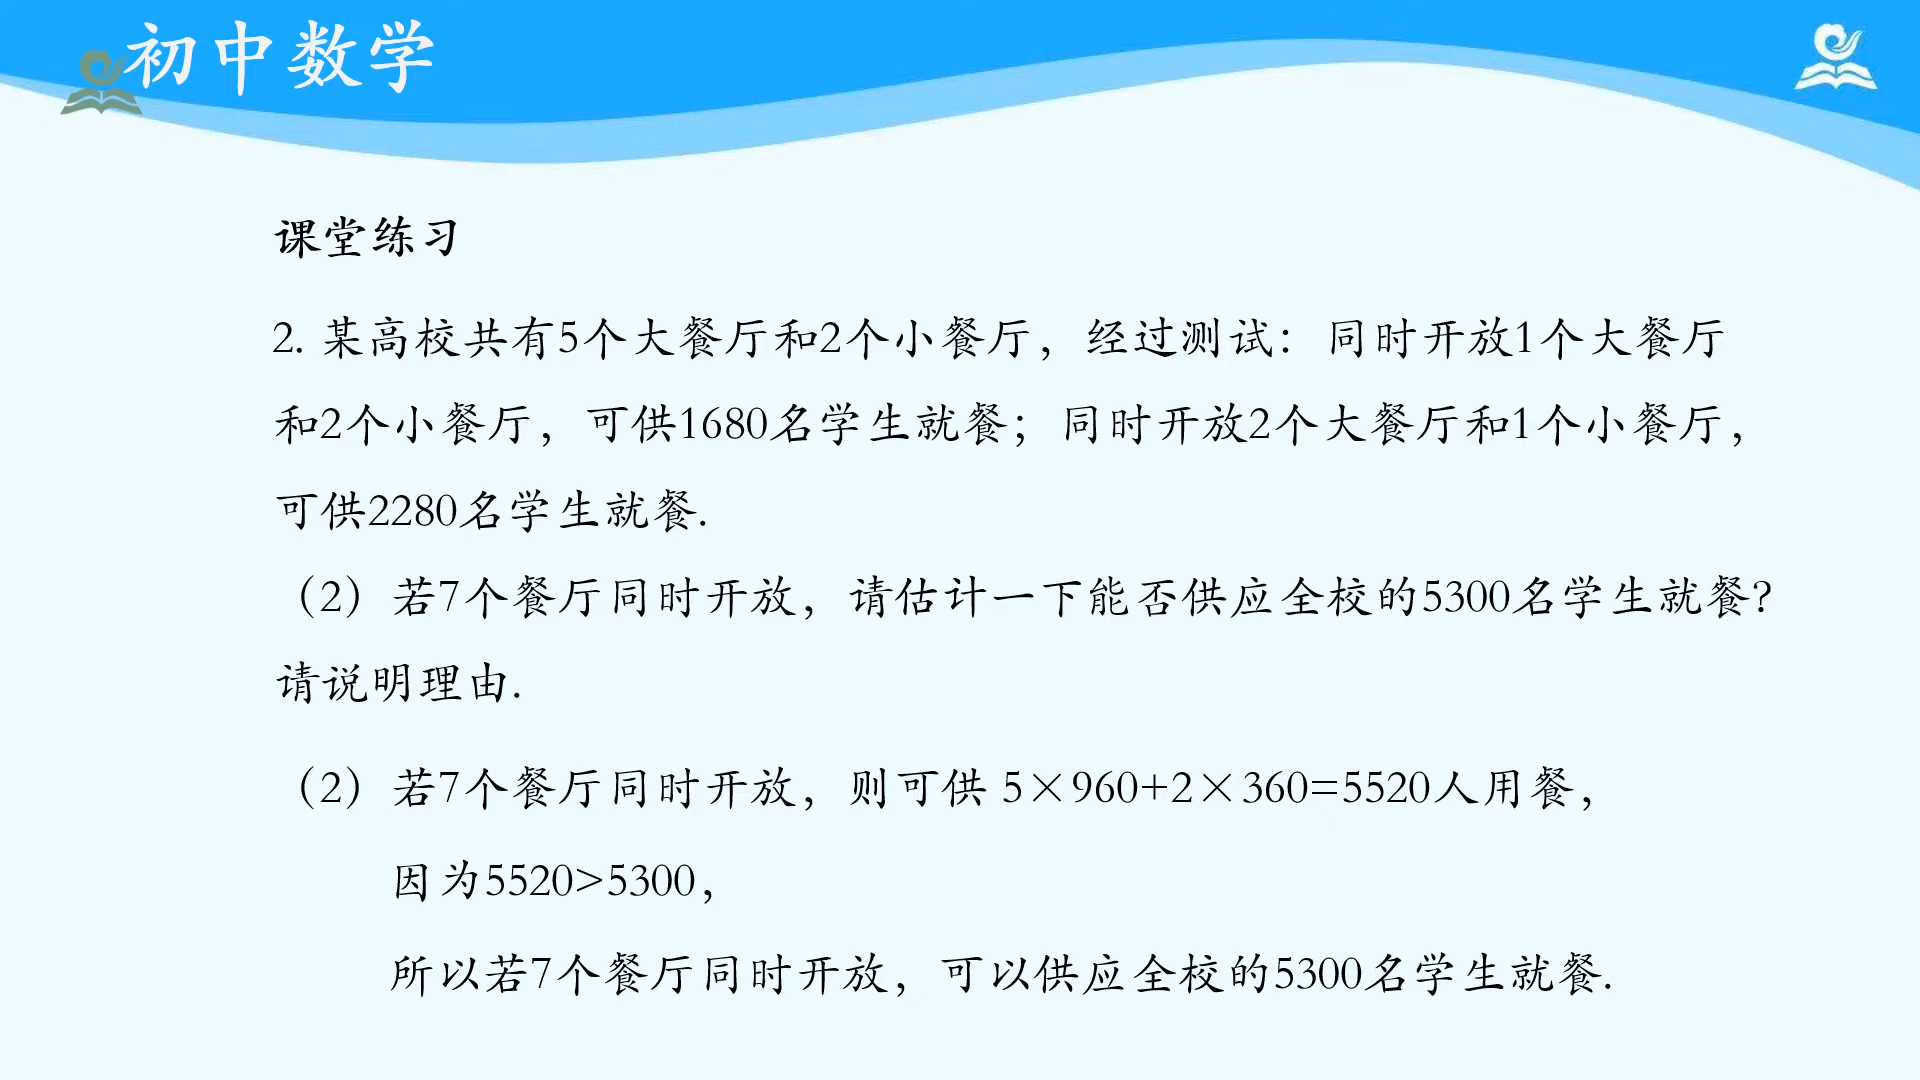 初中数学
课堂练习
2. 某高校共有5个大餐厅和2个小餐厅，经过测试：同时开放1个大餐厅
和2个小餐厅，可供1680名学生就餐；同时开放2个大餐厅和1个小餐厅，
可供2280名学生就餐.
（2）若7个餐厅同时开放，请估计一下能否供应全校的5300名学生就餐?
请说明理由.
（2）若7个餐厅同时开放，则可供 5×960+2×360=5520人用餐，
因为5520>5300，
所以若7个餐厅同时开放，可以供应全校的5300名学生就餐.